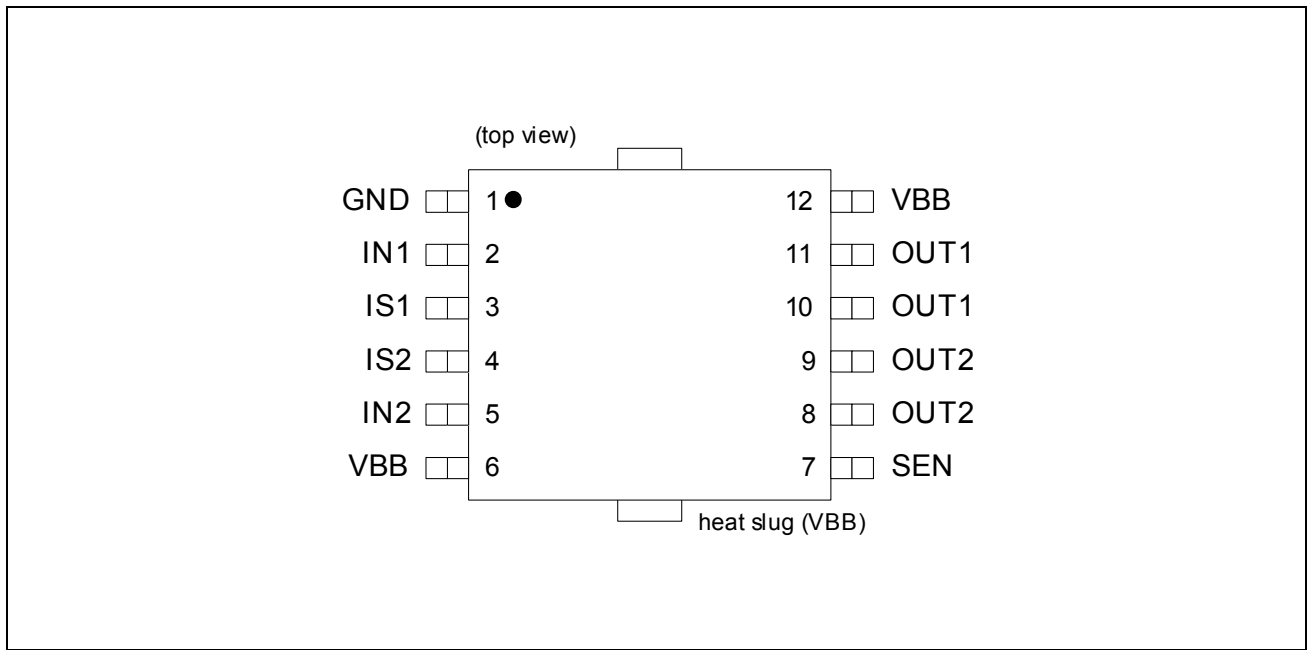 (top view)
GND 1 12 VBB
IN1 2 11 OUT1
IS1 3 10 OUT1
IS2 4 9 OUT2
IN2 5 8 OUT2
VBB 6 7 SEN
heat slug (VBB)